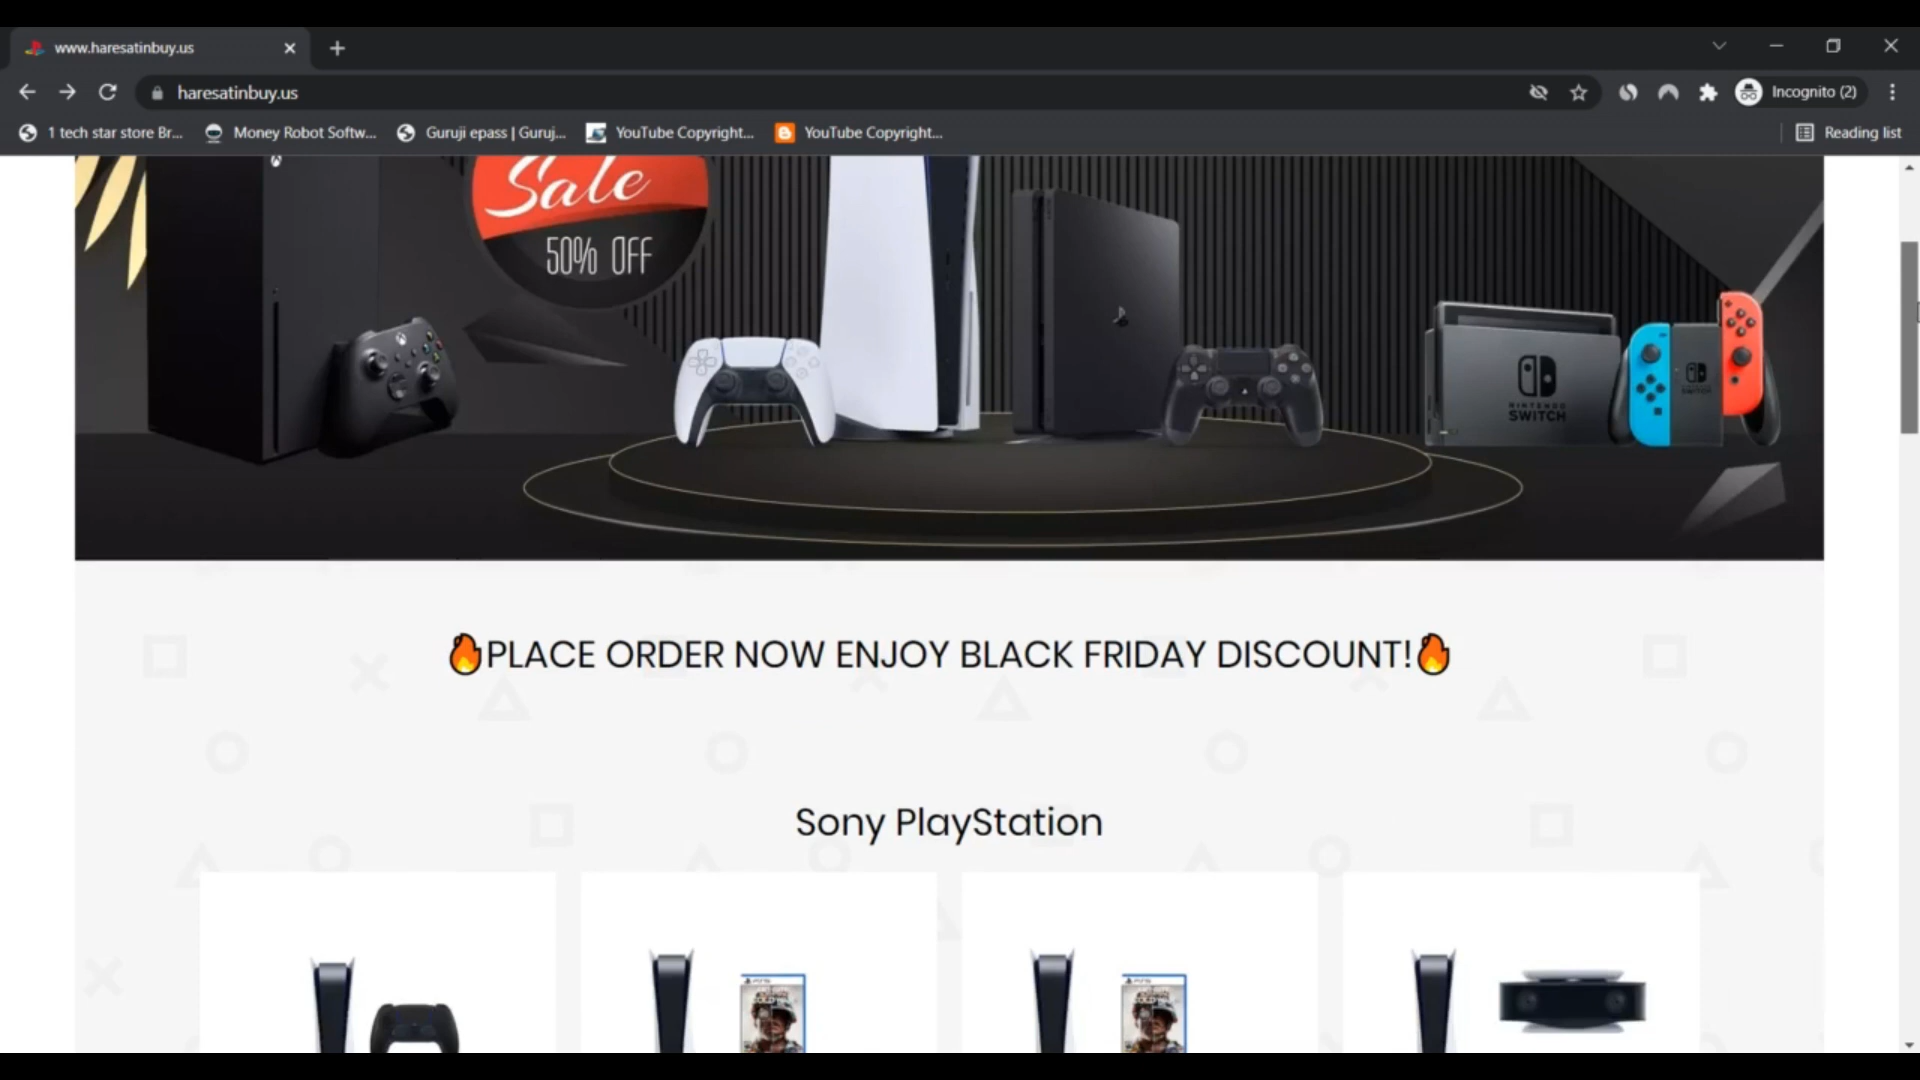 www.haresatinbuy.us
haresatinbuy.us
Incognito (2)
1 tech star store Br...
Money Robot Softw...
Guruji epass | Guruj...
YouTube Copyright...
YouTube Copyright...
Reading list
Sale
50% OFF
NINTENDO
SWITCH
🔥PLACE ORDER NOW ENJOY BLACK FRIDAY DISCOUNT!🔥
Sony PlayStation